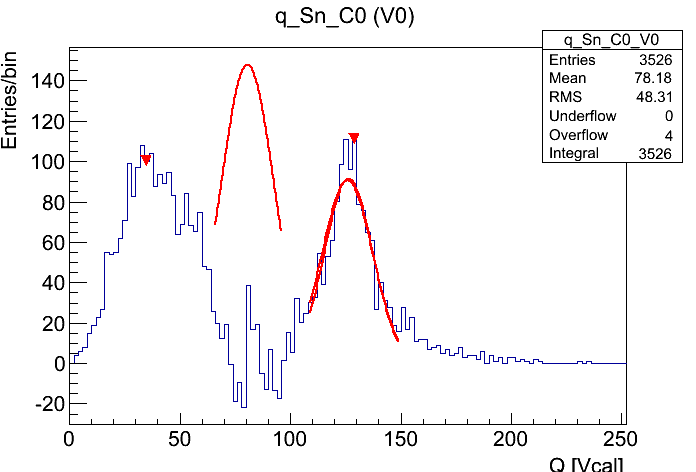 q_Sn_C0 (V0)
q_Sn_C0_V0
Entries 3526
Mean 78.18
RMS 48.31
Underflow 0
Overflow 4
Integral 3526
Entries/bin
140
120
100
80
60
40
20
0
-20
0 50 100 150 200 250
Q [Vcal]